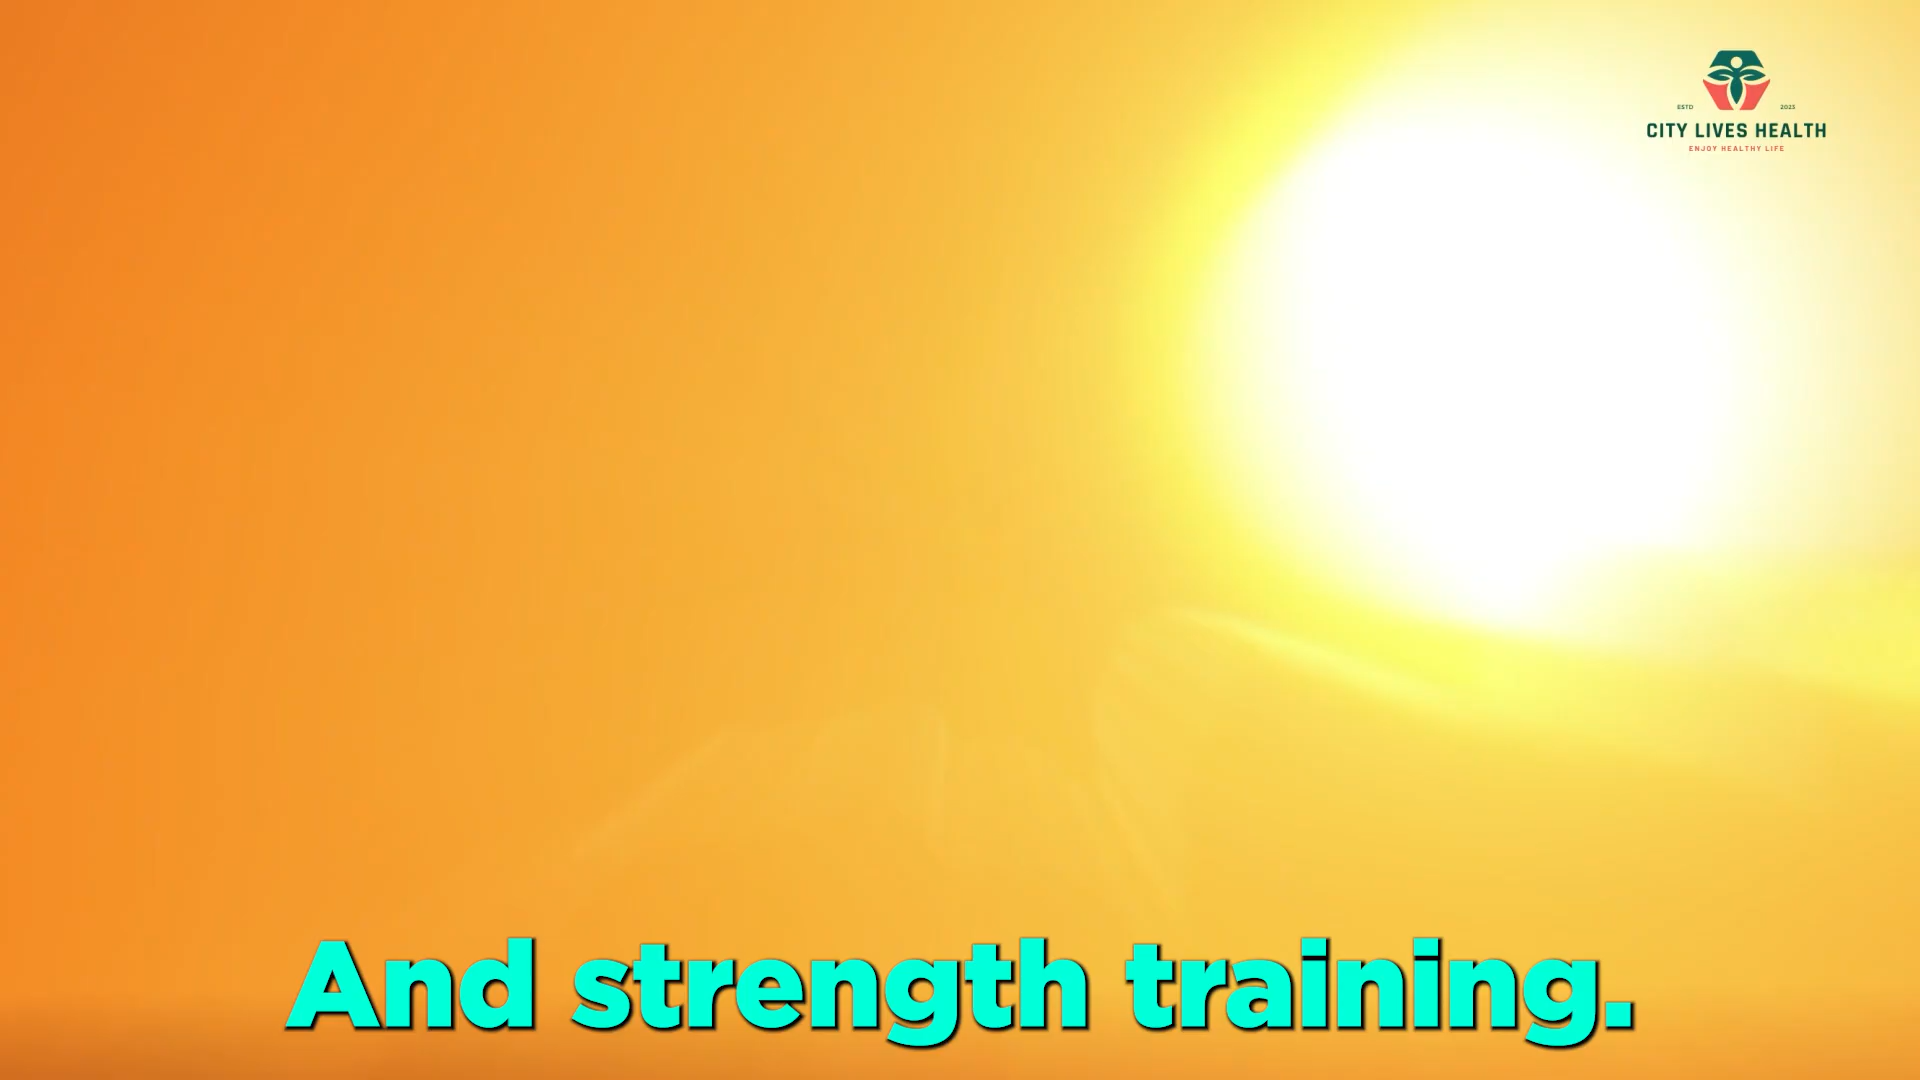 ESTD 2023
CITY LIVES HEALTH
ENJOY HEALTHY LIFE
And strength training.